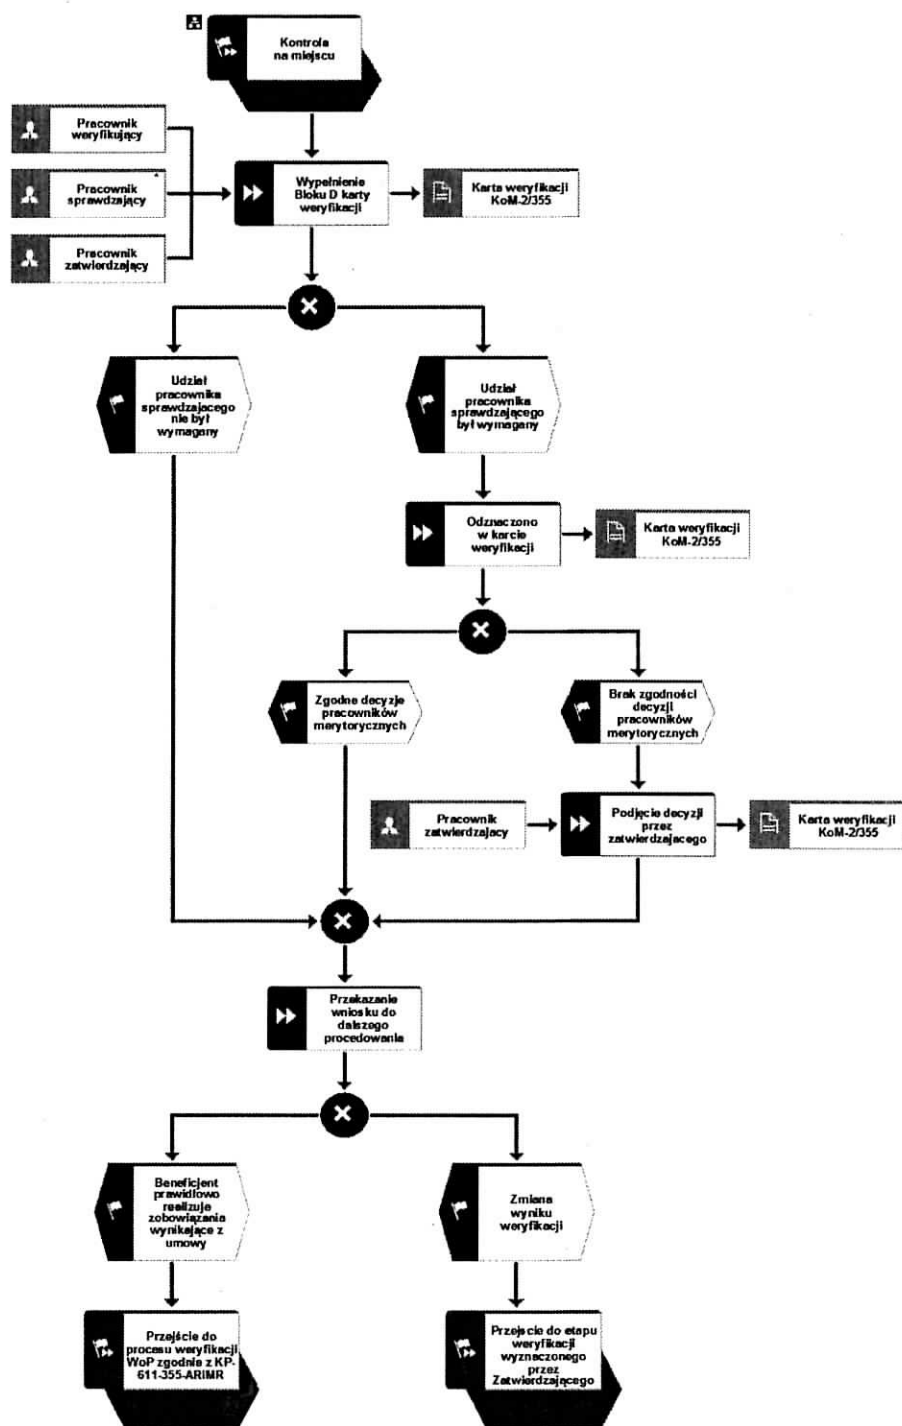 Kontrola
na miejscu
Pracownik
weryfikujący
Pracownik
sprawdzający
Pracownik
zatwierdzający
Wypełnienie
Bloku D karty
weryfikacji
Karta weryfikacji
KoM-2/355
Udział
pracownika
sprawdzajacego
nie był
wymagany
Udział
pracownika
sprawdzającego
był wymagany
Odznaczono
w karcie
weryfikacji
Karta weryfikacji
KoM-2/355
Zgodne decyzje
pracowników
merytorycznych
Brak zgodności
decyzji
pracowników
merytorycznych
Pracownik
zatwierdzajacy
Podjęcie decyzji
przez
zatwierdzajacego
Karta weryfikacji
KoM-2/355
Przekazanie
wniosku do
dalszego
procedowania
Beneficjent
prawidłowo
realizuje
zobowiązania
wynikające z
umowy
Zmiana
wyniku
weryfikacji
Przejście do
procesu weryfikacji
WoP zgodnie z KP-
611-355-ARIMR
Przejscie do etapu
weryfikacji
wyznaczonego
przez
Zatwierdzającego